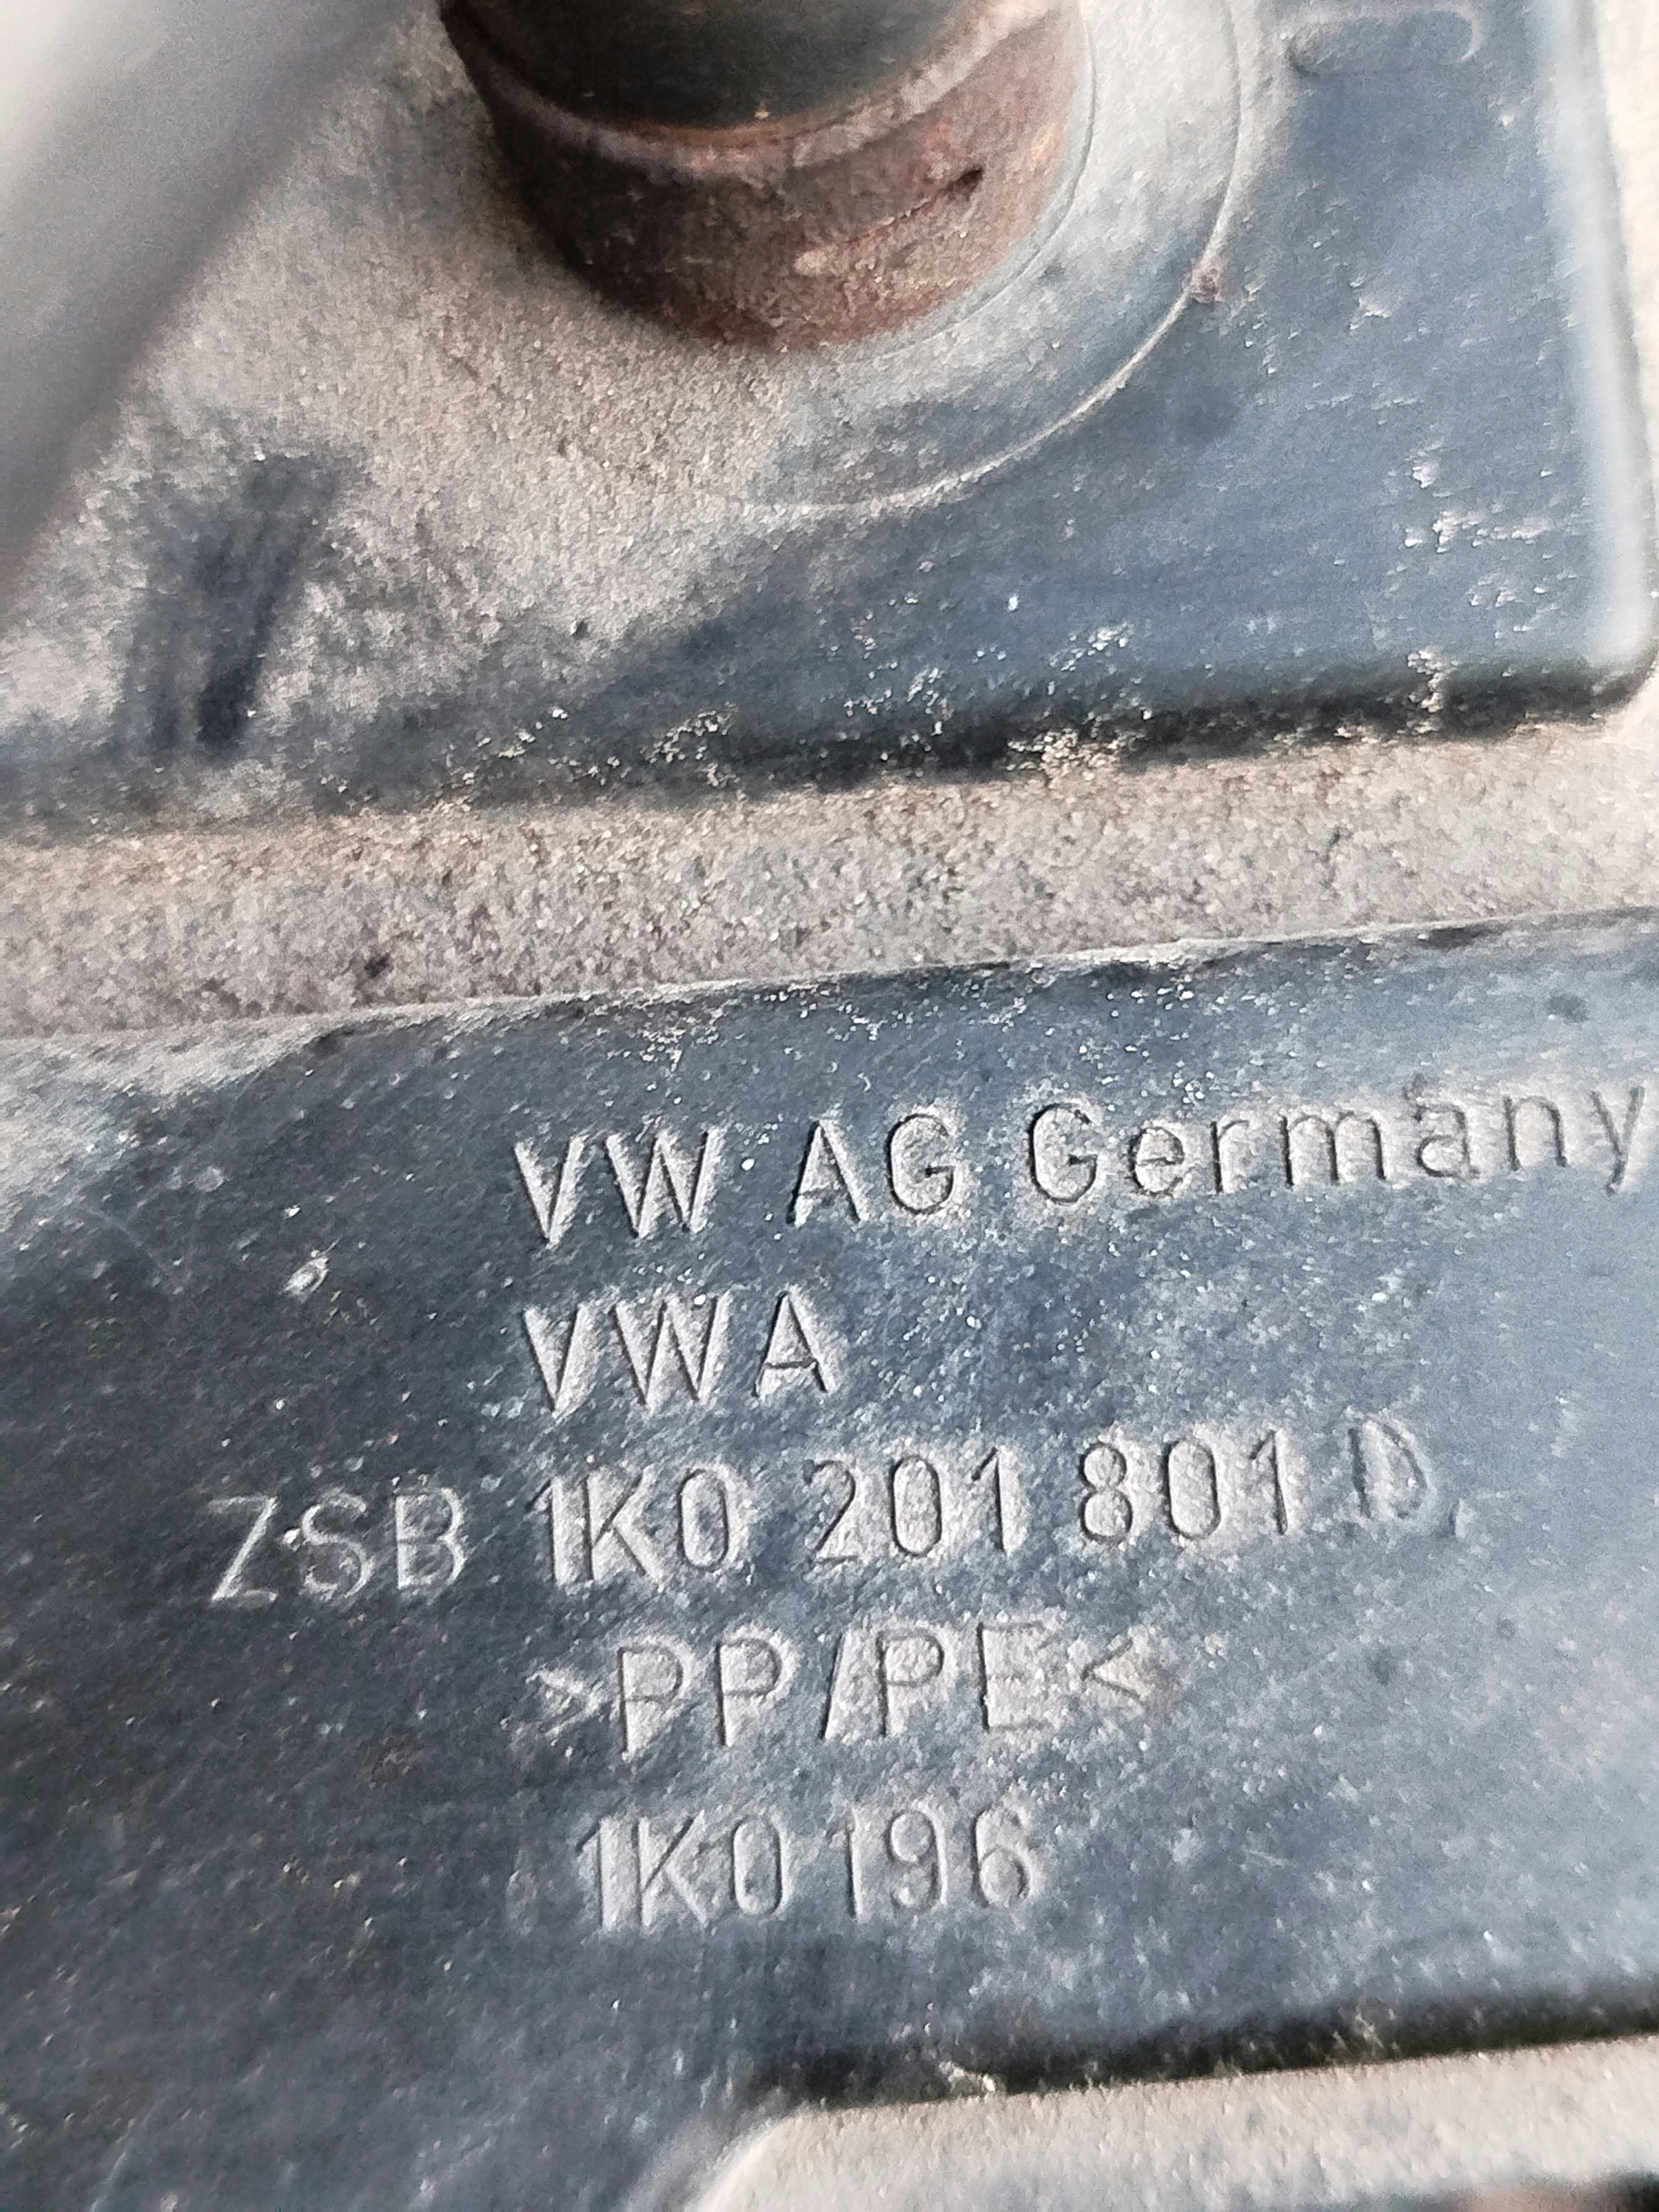 VW AG Germany
VWA
ZSB 1K0 201 801 D,
>PP/PE<
1K0 196